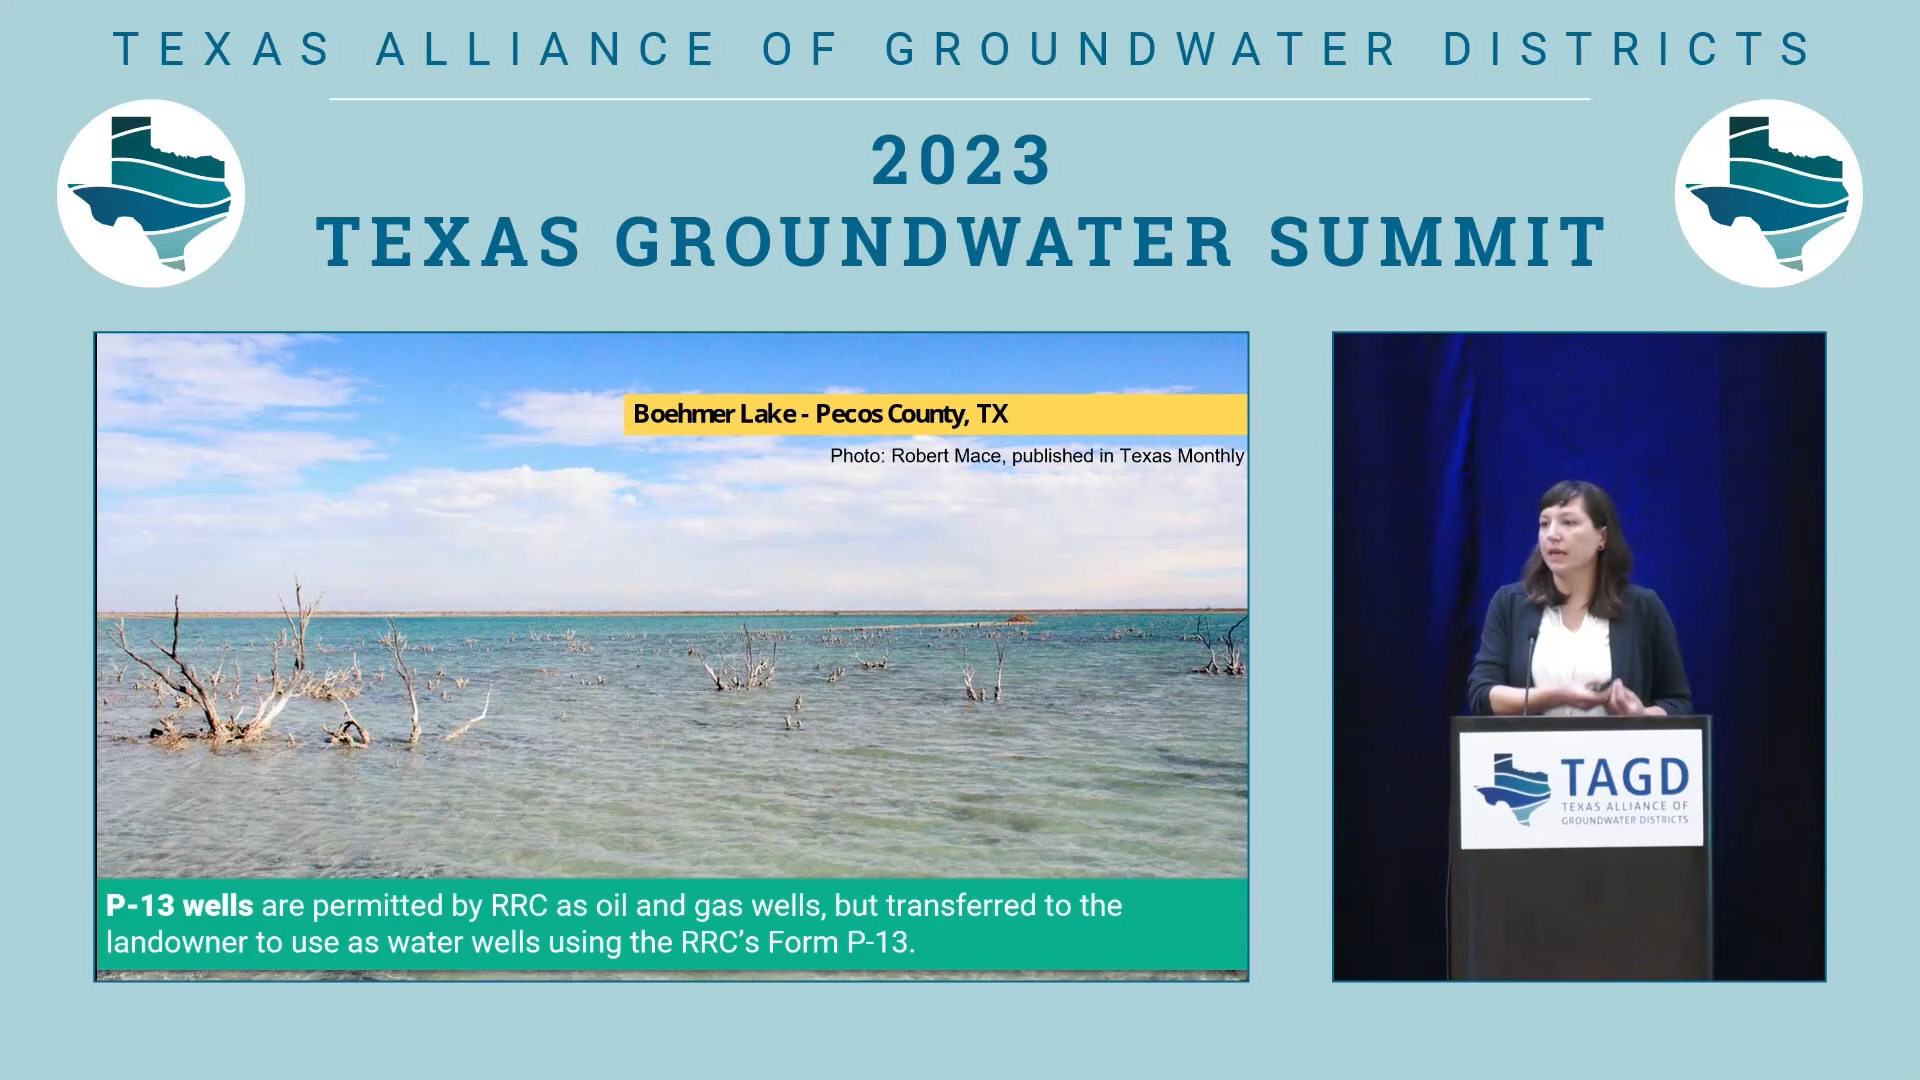 TEXAS ALLIANCE OF GROUNDWATER DISTRICTS
2023
TEXAS GROUNDWATER SUMMIT
Boehmer Lake - Pecos County, TX
Photo: Robert Mace, published in Texas Monthly
P-13 wells are permitted by RRC as oil and gas wells, but transferred to the
landowner to use as water wells using the RRC’s Form P-13.
TAGD
TEXAS ALLIANCE OF
GROUNDWATER DISTRICTS